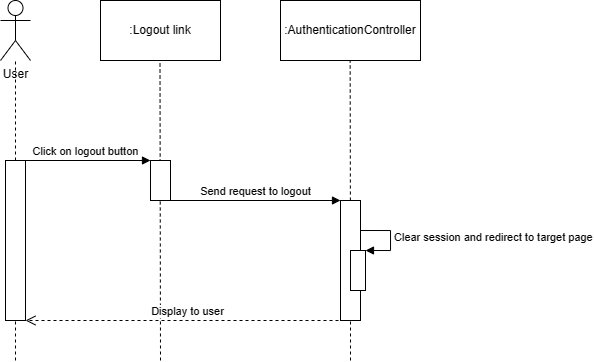 :Logout link
:AuthenticationController
User
Click on logout button
Send request to logout
Clear session and redirect to target page
Display to user